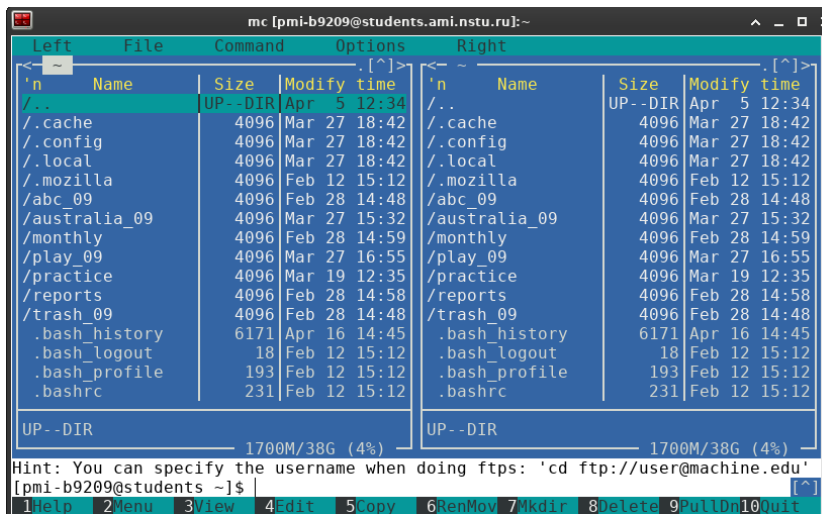 mc [pmi-b9209@students.ami.nstu.ru]:~
Left File Command Options Right
<- ~ .[^]> <- ~ .[^]>
'n Name Size Modify time 'n Name Size Modify time
/.. UP--DIR Apr 5 12:34 /.. UP--DIR Apr 5 12:34
/.cache 4096 Mar 27 18:42 /.cache 4096 Mar 27 18:42
/.config 4096 Mar 27 18:42 /.config 4096 Mar 27 18:42
/.local 4096 Mar 27 18:42 /.local 4096 Mar 27 18:42
/.mozilla 4096 Feb 12 15:12 /.mozilla 4096 Feb 12 15:12
/abc_09 4096 Feb 28 14:48 /abc_09 4096 Feb 28 14:48
/australia_09 4096 Mar 27 15:32 /australia_09 4096 Mar 27 15:32
/monthly 4096 Feb 28 14:59 /monthly 4096 Feb 28 14:59
/play_09 4096 Mar 27 16:55 /play_09 4096 Mar 27 16:55
/practice 4096 Mar 19 12:35 /practice 4096 Mar 19 12:35
/reports 4096 Feb 28 14:58 /reports 4096 Feb 28 14:58
/trash_09 4096 Feb 28 14:48 /trash_09 4096 Feb 28 14:48
.bash_history 6171 Apr 16 14:45 .bash_history 6171 Apr 16 14:45
.bash_logout 18 Feb 12 15:12 .bash_logout 18 Feb 12 15:12
.bash_profile 193 Feb 12 15:12 .bash_profile 193 Feb 12 15:12
.bashrc 231 Feb 12 15:12 .bashrc 231 Feb 12 15:12
UP--DIR UP--DIR
1700M/38G (4%) 1700M/38G (4%)
Hint: You can specify the username when doing ftps: 'cd ftp://user@machine.edu'
[pmi-b9209@students ~]$ [^]
1Help 2Menu 3View 4Edit 5Copy 6RenMov 7Mkdir 8Delete 9PullDn 10Quit